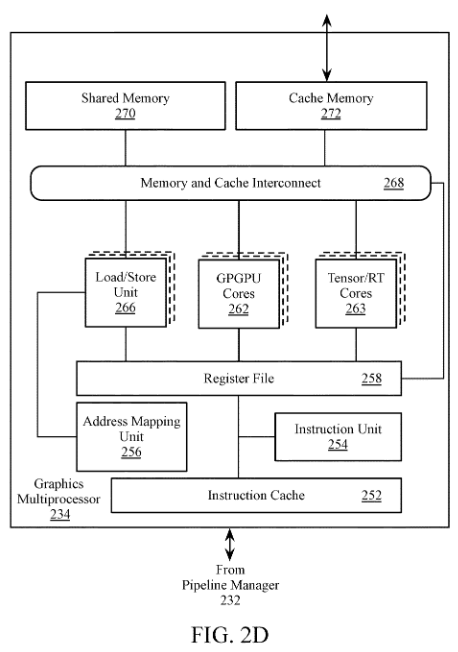 Shared Memory
270
Cache Memory
272
Memory and Cache Interconnect 268
Load/Store
Unit
266
GPGPU
Cores
262
Tensor/RT
Cores
263
Register File 258
Address Mapping
Unit
256
Instruction Unit
254
Graphics
Multiprocessor
234
Instruction Cache 252
From
Pipeline Manager
232
FIG. 2D